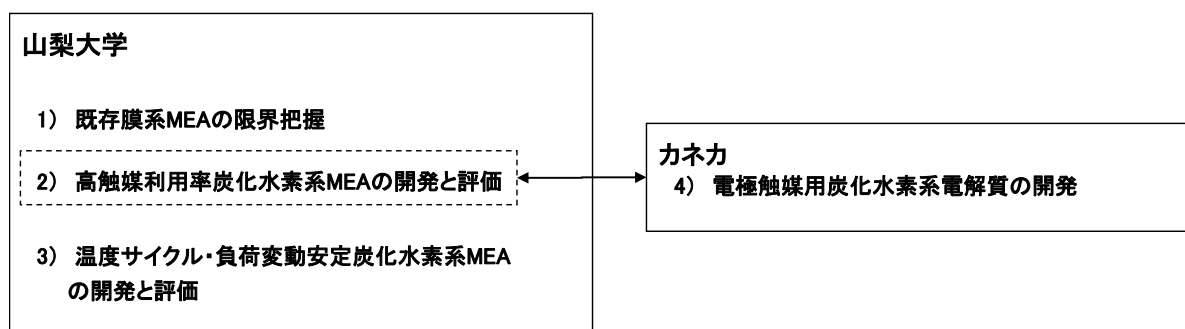 山梨大学
1) 既存膜系MEAの限界把握
2) 高触媒利用率炭化水素系MEAの開発と評価
3) 温度サイクル・負荷変動安定炭化水素系MEA
の開発と評価
カネカ
4) 電極触媒用炭化水素系電解質の開発